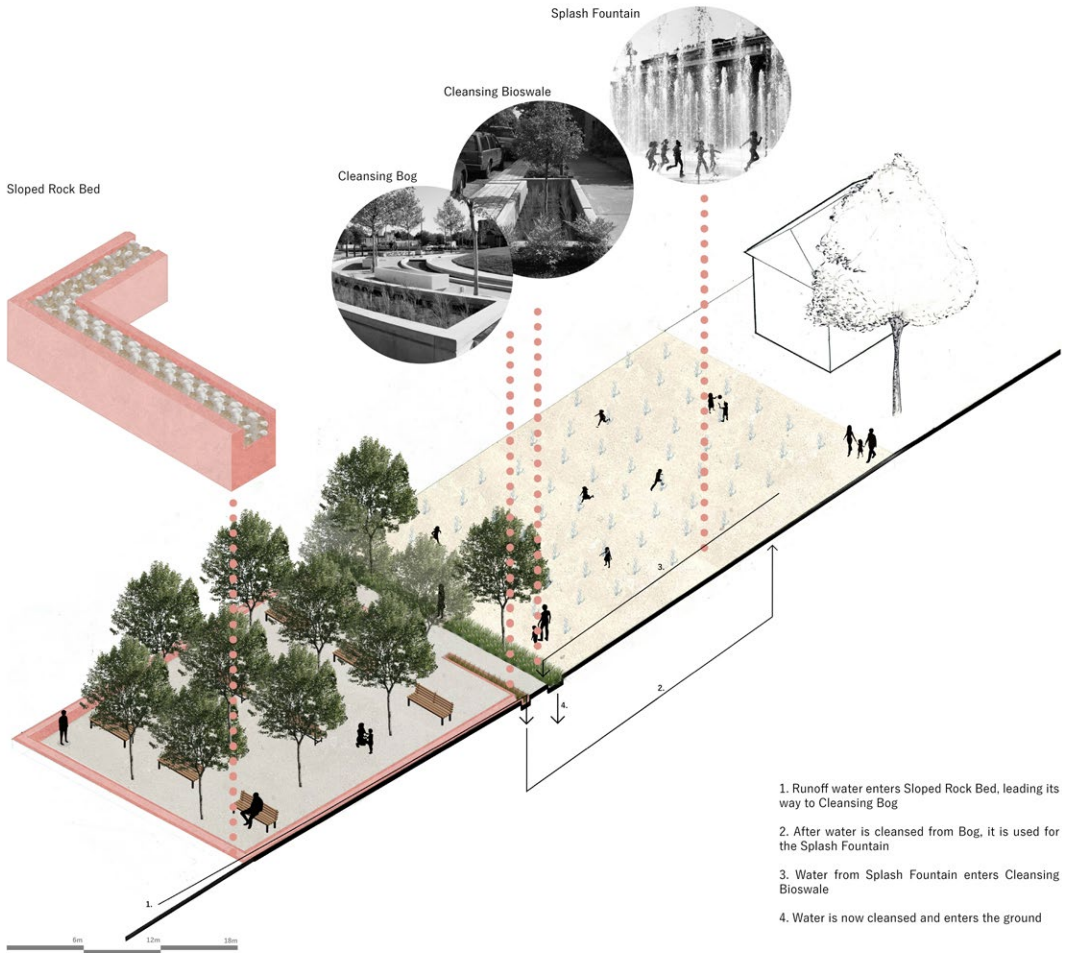 Splash Fountain
Cleansing Bioswale
Cleansing Bog
Sloped Rock Bed
3.
2.
4.
1.
1. Runoff water enters Sloped Rock Bed, leading its
way to Cleansing Bog
2. After water is cleansed from Bog, it is used for
the Splash Fountain
3. Water from Splash Fountain enters Cleansing
Bioswale
4. Water is now cleansed and enters the ground
6m 12m 18m